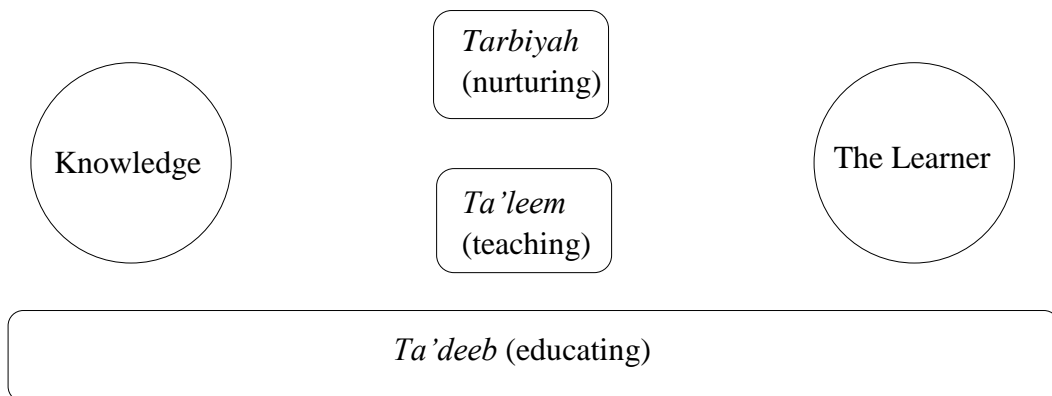 Tarbiyah
(nurturing)
Knowledge
The Learner
Ta’leem
(teaching)
Ta’deeb (educating)